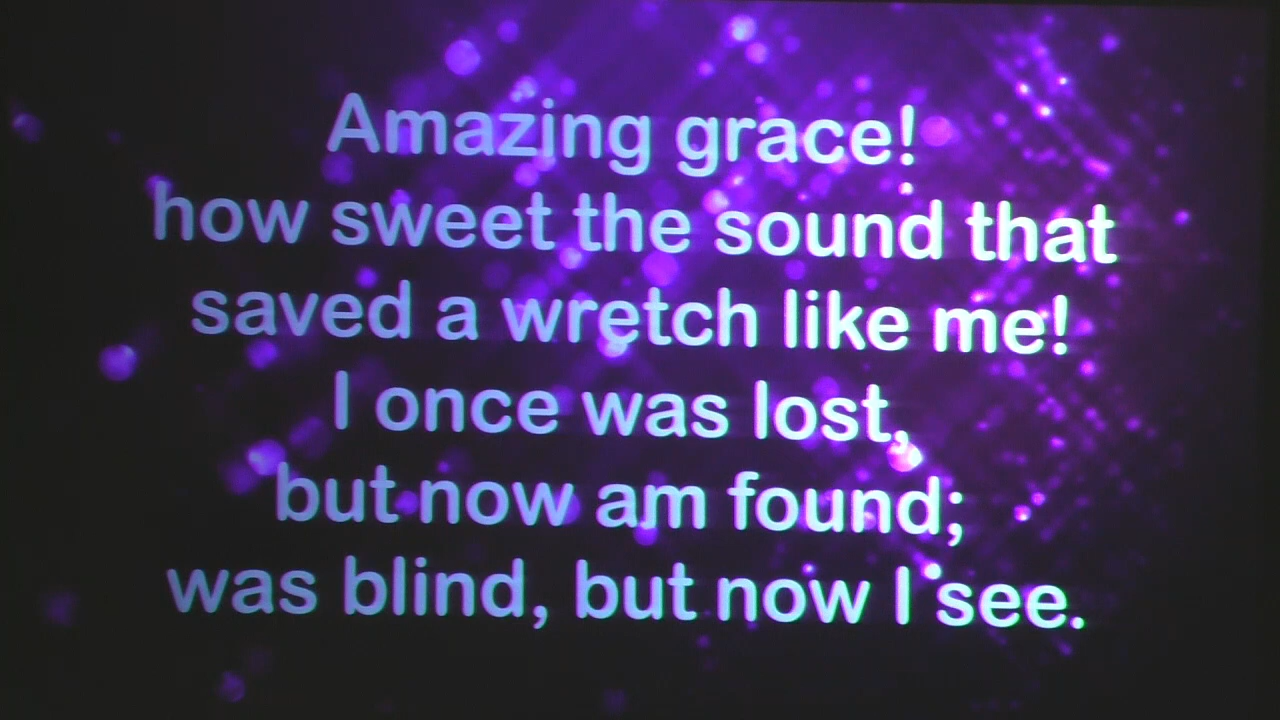 Amazing grace!
how sweet the sound that
saved a wretch like me!
I once was lost,
but now am found;
was blind, but now I see.